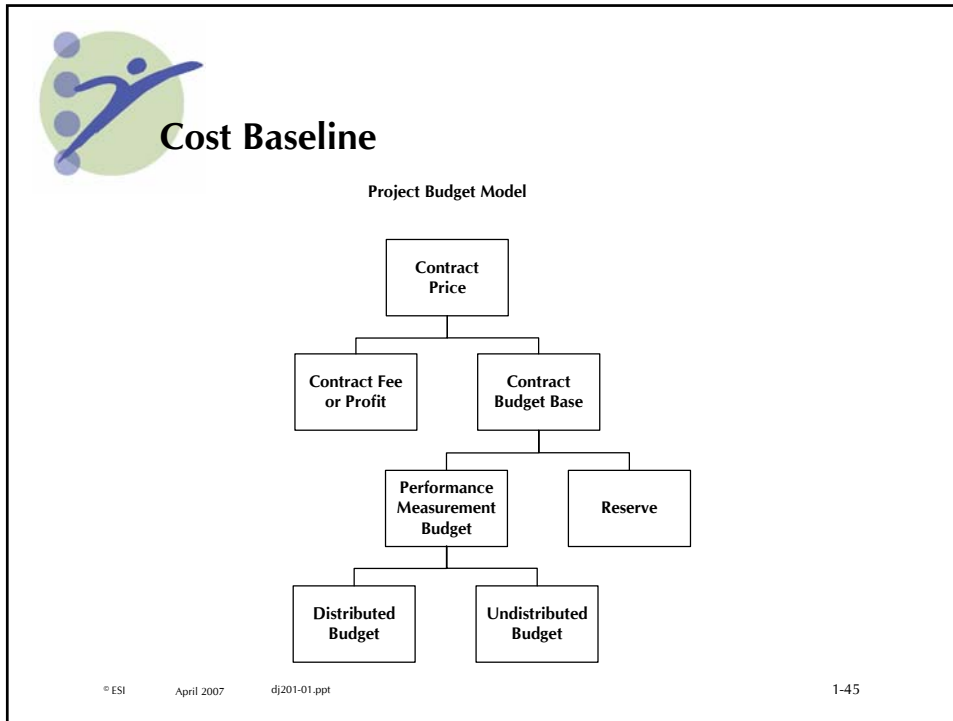 Cost Baseline
Project Budget Model
Contract
Price
Contract Fee
or Profit
Contract
Budget Base
Performance
Measurement
Budget
Reserve
Distributed
Budget
Undistributed
Budget
© ESI April 2007 dj201-01.ppt 1-45